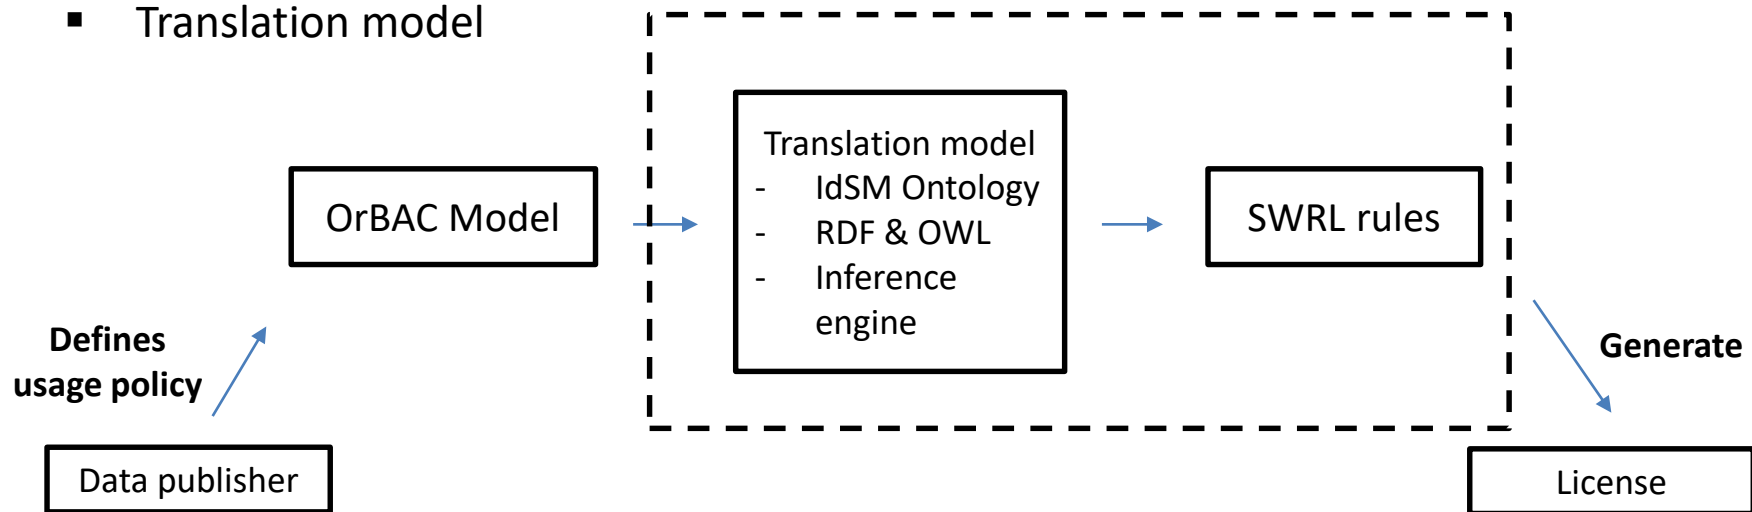 ▪ Translation model
OrBAC Model
Translation model
- IdSM Ontology
- RDF & OWL
- Inference
engine
SWRL rules
Defines
usage policy
Generate
Data publisher
License